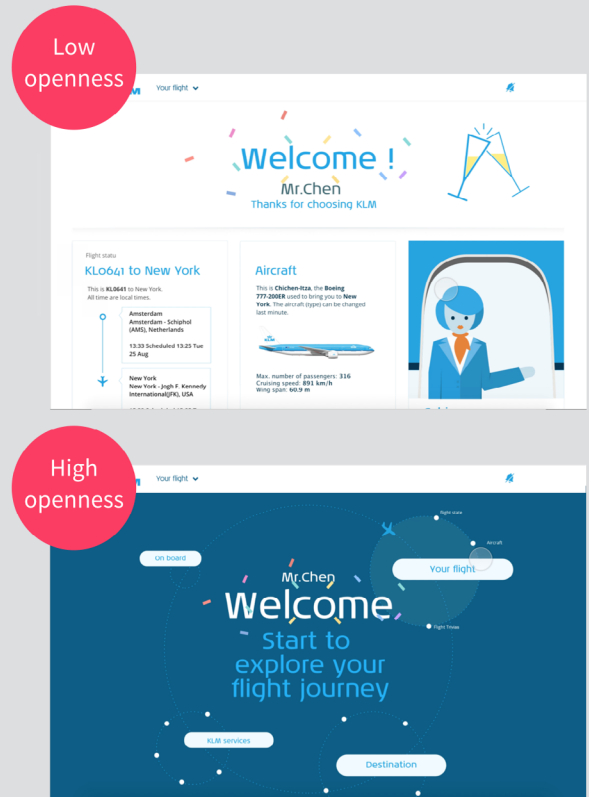 Low
openness
M
Your flight
Welcome !
Mr.Chen
Thanks for choosing KLM
Flight statu
KL0641 to New York
This is KL0641 to New York.
All time are local times.
Amsterdam
Amsterdam - Schiphol
(AMS), Netherlands
13:33 Scheduled 13:25 Tue
25 Aug
New York
New York - Jogh F. Kennedy
International(JFK), USA
Aircraft
This is Chichen-Itza, the Boeing
777-200ER used to bring you to New
York. The aircraft (type) can be changed
last minute.
KLM
Max. number of passengers: 316
Cruising speed: 891 km/h
Wing span: 60.9 m
High
openness
M
Your flight
flight state
Aircraft
On board
Your flight
Mr.Chen
Welcome
Start to
explore your
flight journey
Flight Times
KLM services
Destination